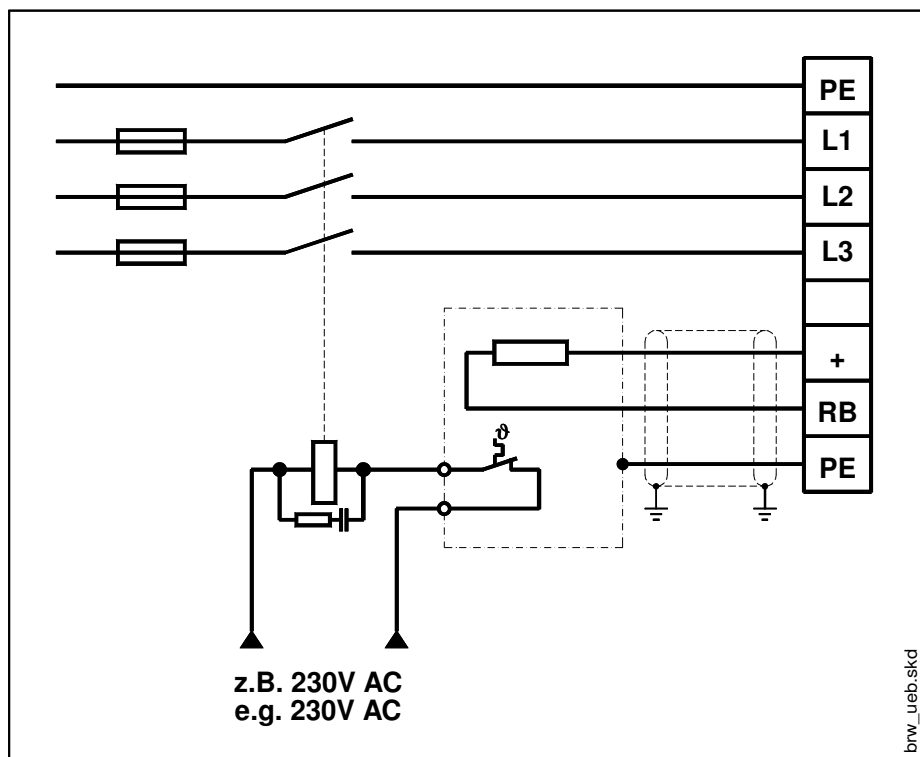 PE
L1
L2
L3
+
RB
PE
ϑ
z.B. 230V AC
e.g. 230V AC
brw_ueb.skd